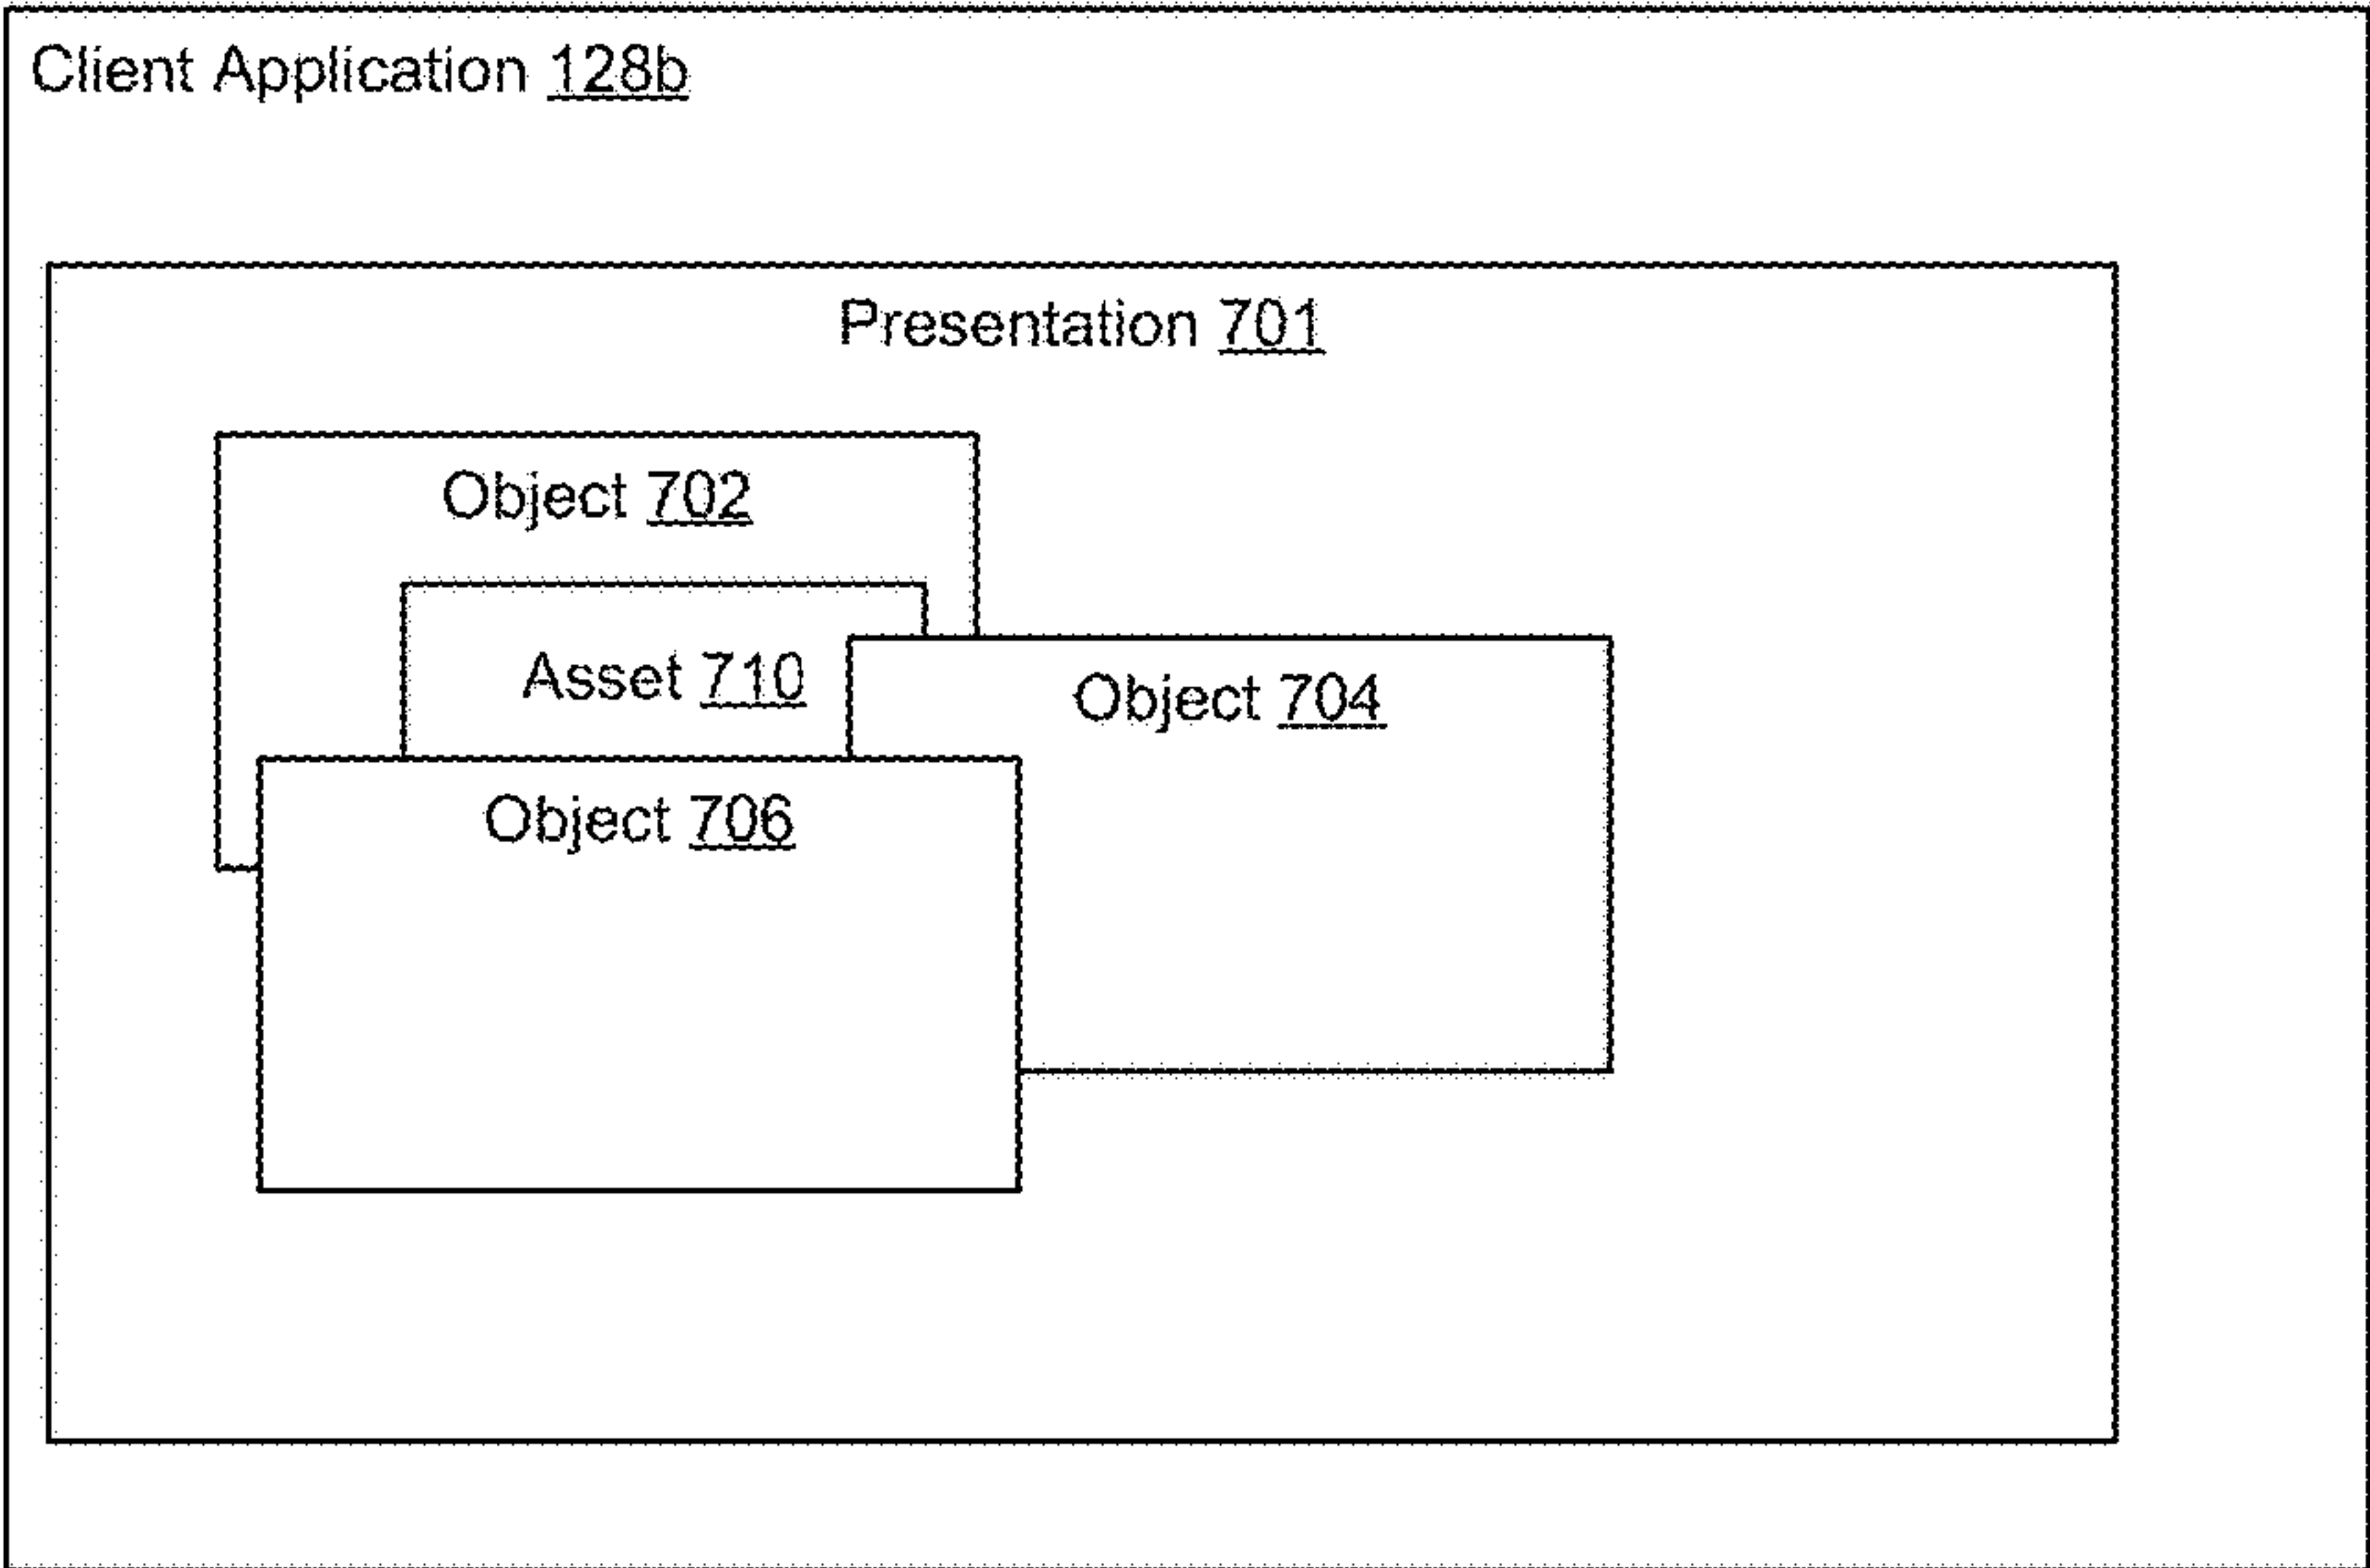 Client Application 128b
Presentation 701
Object 702
Asset 710
Object 704
Object 706